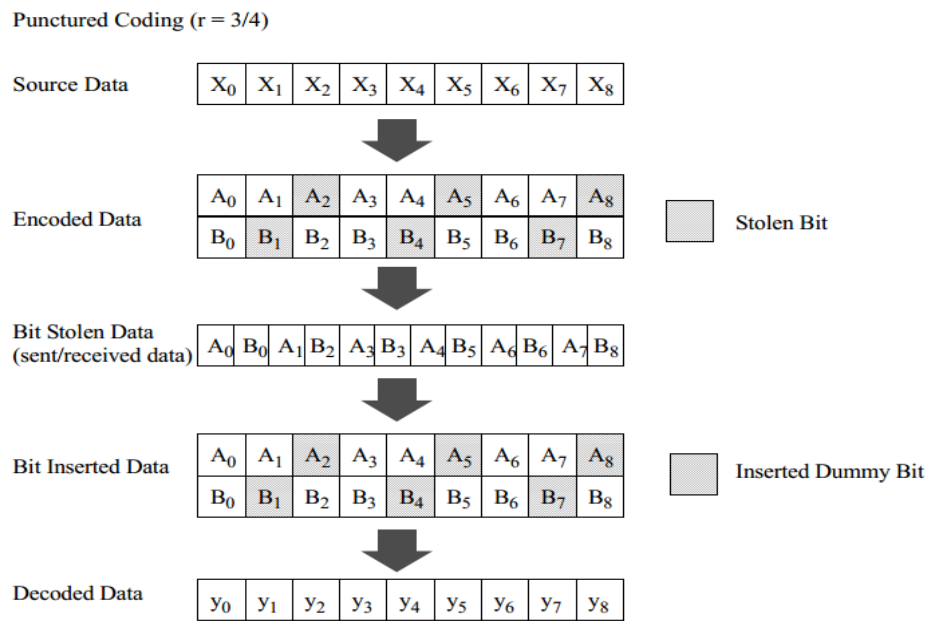 Punctured Coding (r = 3/4)
Source Data
X₀ X₁ X₂ X₃ X₄ X₅ X₆ X₇ X₈
Encoded Data
A₀ A₁ A₂ A₃ A₄ A₅ A₆ A₇ A₈
B₀ B₁ B₂ B₃ B₄ B₅ B₆ B₇ B₈
Stolen Bit
Bit Stolen Data
(sent/received data)
A₀ B₀ A₁ B₂ A₃ B₃ A₄ B₅ A₆ B₆ A₇ B₈
Bit Inserted Data
A₀ A₁ A₂ A₃ A₄ A₅ A₆ A₇ A₈
B₀ B₁ B₂ B₃ B₄ B₅ B₆ B₇ B₈
Inserted Dummy Bit
Decoded Data
y₀ y₁ y₂ y₃ y₄ y₅ y₆ y₇ y₈